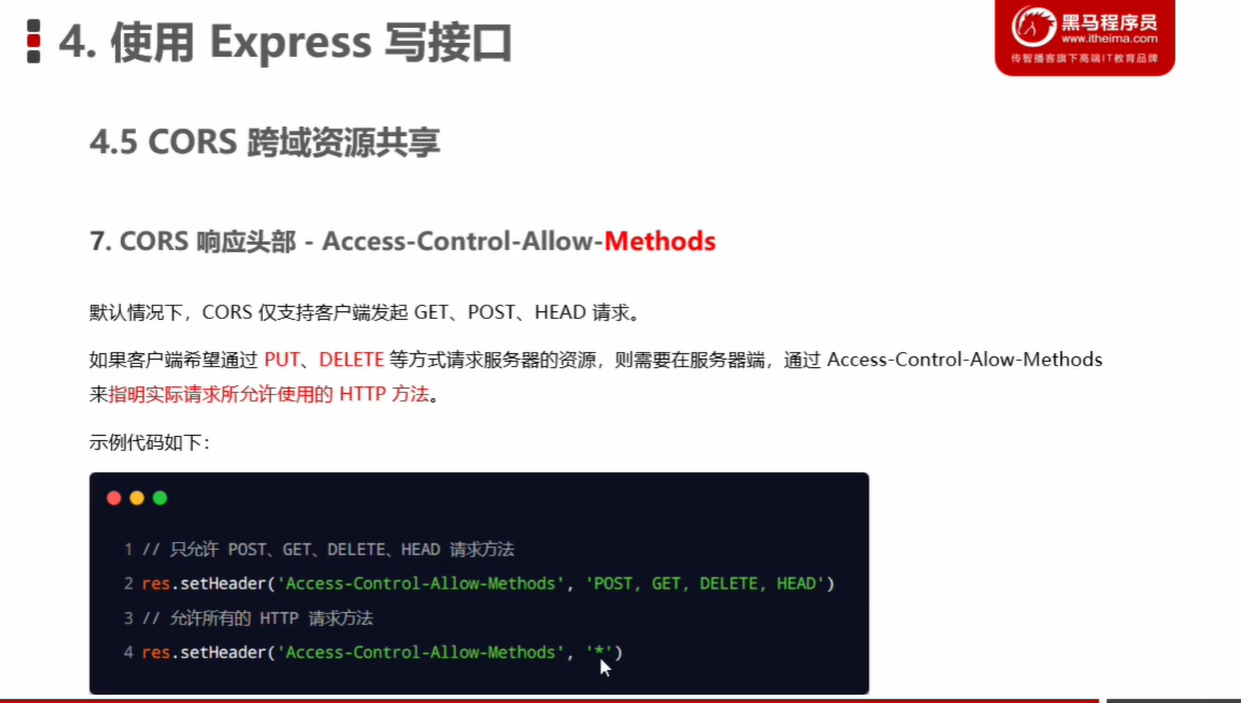 4. 使用 Express 写接口
黑马程序员
www.itheima.com
传智播客旗下高端IT教育品牌
4.5 CORS 跨域资源共享
7. CORS 响应头部 - Access-Control-Allow-Methods
默认情况下，CORS 仅支持客户端发起 GET、POST、HEAD 请求。
如果客户端希望通过 PUT、DELETE 等方式请求服务器的资源，则需要在服务器端，通过 Access-Control-Alow-Methods
来指明实际请求所允许使用的 HTTP 方法。
示例代码如下：
1 // 只允许 POST、GET、DELETE、HEAD 请求方法
2 res.setHeader('Access-Control-Allow-Methods', 'POST, GET, DELETE, HEAD')
3 // 允许所有的 HTTP 请求方法
4 res.setHeader('Access-Control-Allow-Methods', '*')